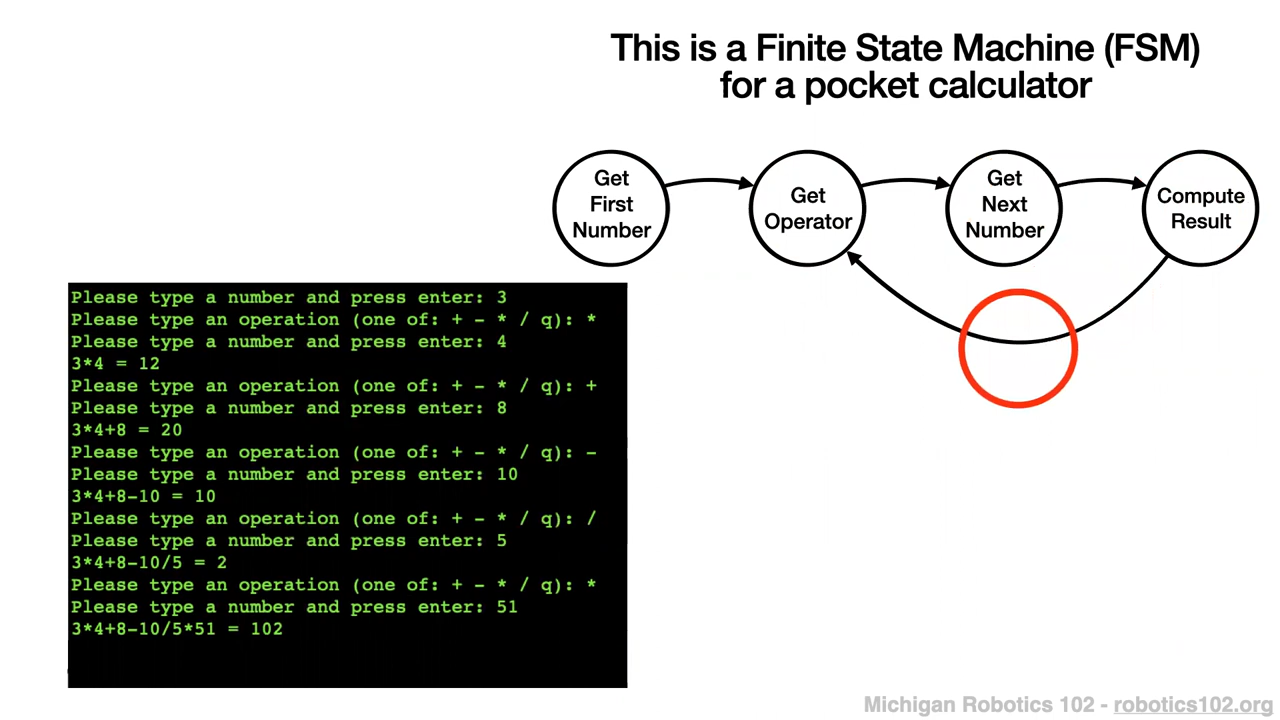 This is a Finite State Machine (FSM)
for a pocket calculator
Get
First
Number
Get
Operator
Get
Next
Number
Compute
Result
Please type a number and press enter: 3
Please type an operation (one of: + - * / q): *
Please type a number and press enter: 4
3*4 = 12
Please type an operation (one of: + - * / q): +
Please type a number and press enter: 8
3*4+8 = 20
Please type an operation (one of: + - * / q): -
Please type a number and press enter: 10
3*4+8-10 = 10
Please type an operation (one of: + - * / q): /
Please type a number and press enter: 5
3*4+8-10/5 = 2
Please type an operation (one of: + - * / q): *
Please type a number and press enter: 51
3*4+8-10/5*51 = 102
Michigan Robotics 102 - robotics102.org